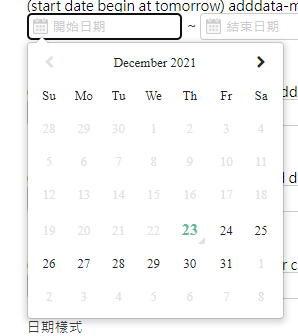 (start date begin at tomorrow) adddata-m
開始日期 ~ 結束日期
December 2021
Su Mo Tu We Th Fr Sa
28 29 30 1 2 3 4
5 6 7 8 9 10 11
12 13 14 15 16 17 18
19 20 21 22 23 24 25
26 27 28 29 30 31 1
2 3 4 5 6 7 8
日期樣式